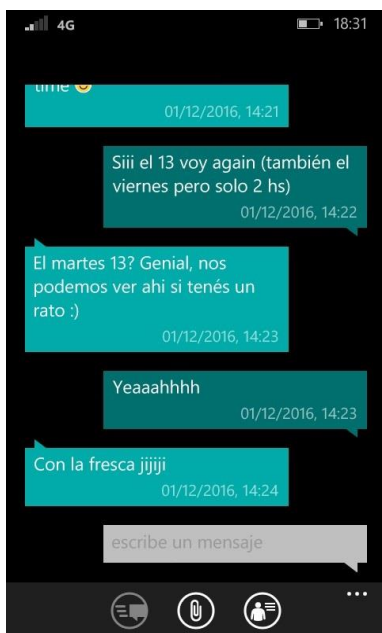 4G 18:31
time
01/12/2016, 14:21
Siii el 13 voy again (también el
viernes pero solo 2 hs)
01/12/2016, 14:22
El martes 13? Genial, nos
podemos ver ahi si tenés un
rato :)
01/12/2016, 14:23
Yeaaahhhh
01/12/2016, 14:23
Con la fresca jijiji
01/12/2016, 14:24
escribe un mensaje